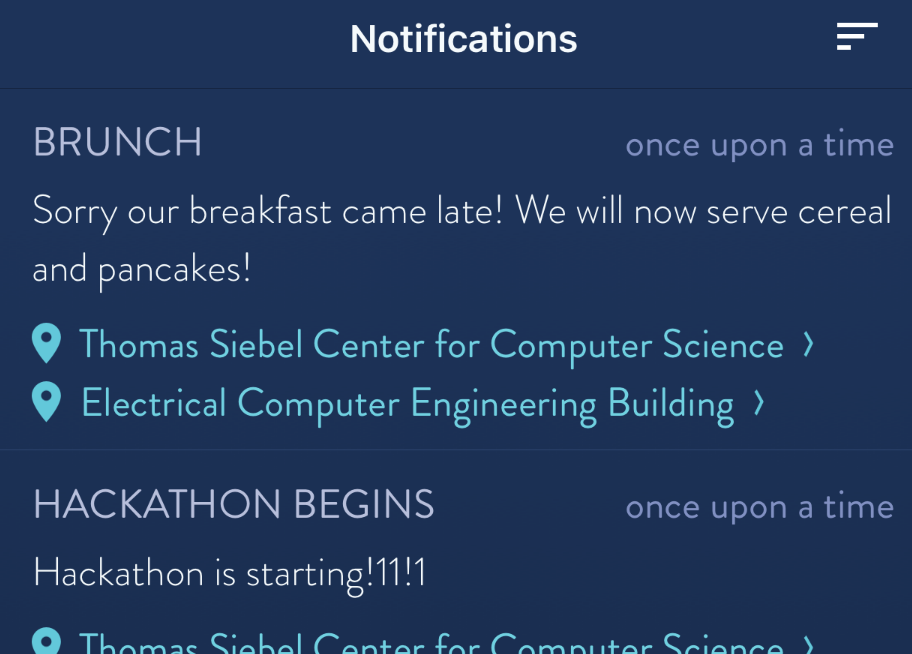 Notifications
BRUNCH
once upon a time
Sorry our breakfast came late! We will now serve cereal
and pancakes!
Thomas Siebel Center for Computer Science
Electrical Computer Engineering Building
HACKATHON BEGINS
once upon a time
Hackathon is starting!11!1
Thomas Siebel Center for Computer Science